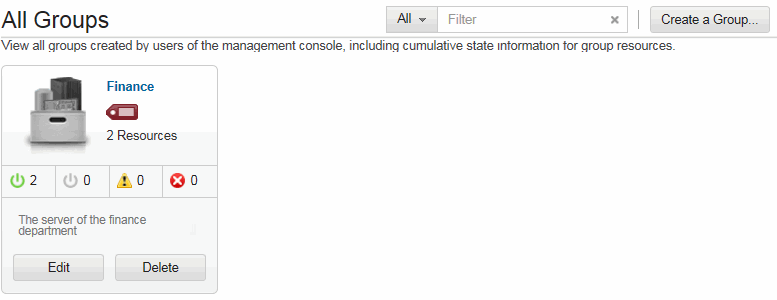 All Groups
All
Filter
Create a Group...
View all groups created by users of the management console, including cumulative state information for group resources.
Finance
2 Resources
2 0 0 0
The server of the finance
department
Edit Delete